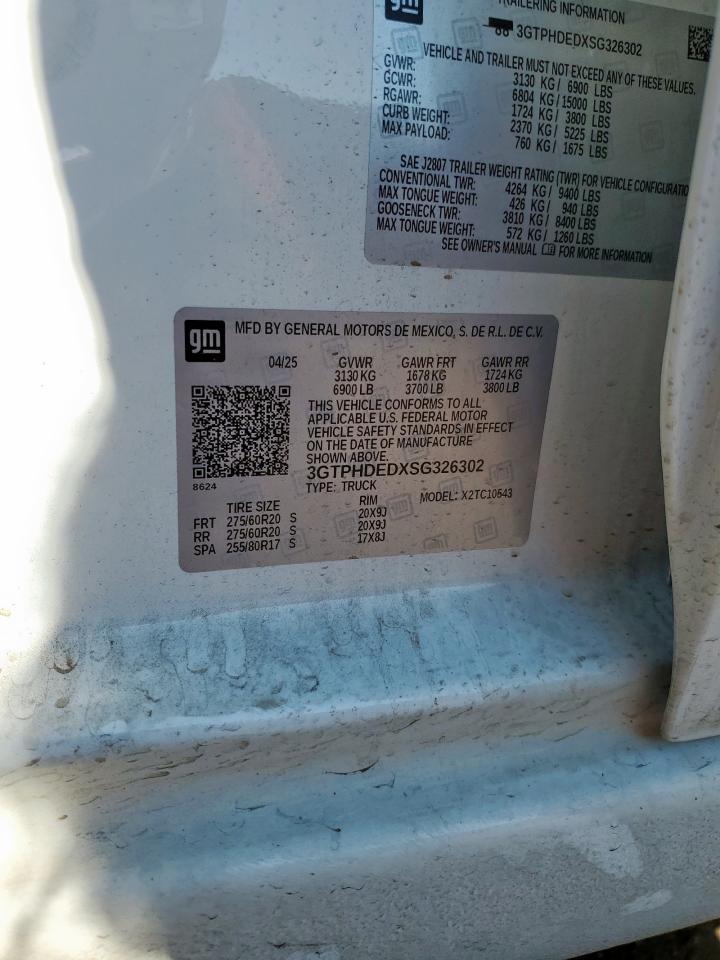 gm
TRAILERING INFORMATION
3GTPHDEDXSG326302
VEHICLE AND TRAILER MUST NOT EXCEED ANY OF THESE VALUES.
GVWR: 3130 KG/ 6900 LBS
GCWR: 6804 KG/15000 LBS
RGAWR: 1724 KG/ 3800 LBS
CURB WEIGHT: 2370 KG/ 5225 LBS
MAX PAYLOAD: 760 KG/ 1675 LBS
SAE J2807 TRAILER WEIGHT RATING (TWR) FOR VEHICLE CONFIGURATIO
CONVENTIONAL TWR: 4264 KG/ 9400 LBS
MAX TONGUE WEIGHT: 426 KG/ 940 LBS
GOOSENECK TWR: 3810 KG/ 8400 LBS
MAX TONGUE WEIGHT: 572 KG/ 1260 LBS
SEE OWNER'S MANUAL FOR MORE INFORMATION
gm MFD BY GENERAL MOTORS DE MEXICO, S. DE R.L. DE C.V.
04/25 GVWR GAWR FRT GAWR RR
3130 KG 1678 KG 1724 KG
6900 LB 3700 LB 3800 LB
THIS VEHICLE CONFORMS TO ALL
APPLICABLE U.S. FEDERAL MOTOR
VEHICLE SAFETY STANDARDS IN EFFECT
ON THE DATE OF MANUFACTURE
SHOWN ABOVE.
3GTPHDEDXSG326302
8624
TYPE: TRUCK MODEL: X2TC10543
TIRE SIZE RIM
FRT 275/60R20 S 20X9J
RR 275/60R20 S 20X9J
SPA 255/80R17 S 17X8J